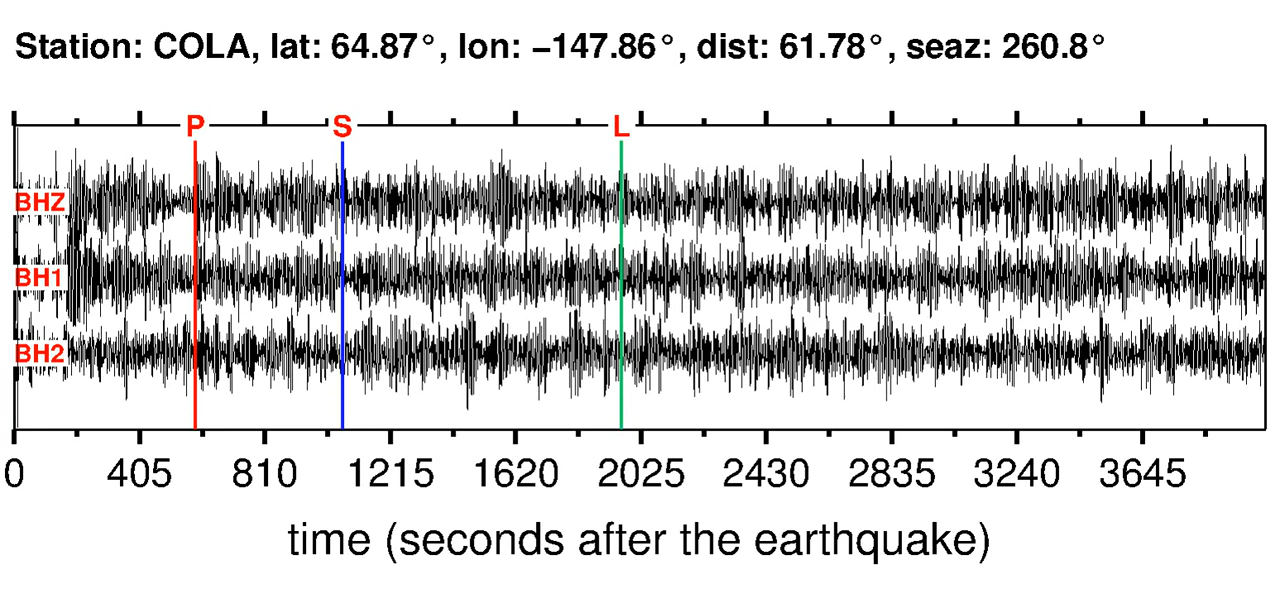 Station: COLA, lat: 64.87°, lon: −147.86°, dist: 61.78°, seaz: 260.8°
P S L
BHZ
BH1
BH2
0 405 810 1215 1620 2025 2430 2835 3240 3645
time (seconds after the earthquake)